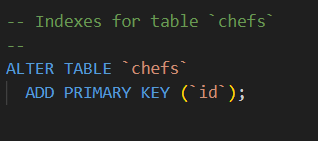 -- Indexes for table `chefs`
--
ALTER TABLE `chefs`
  ADD PRIMARY KEY (`id`);